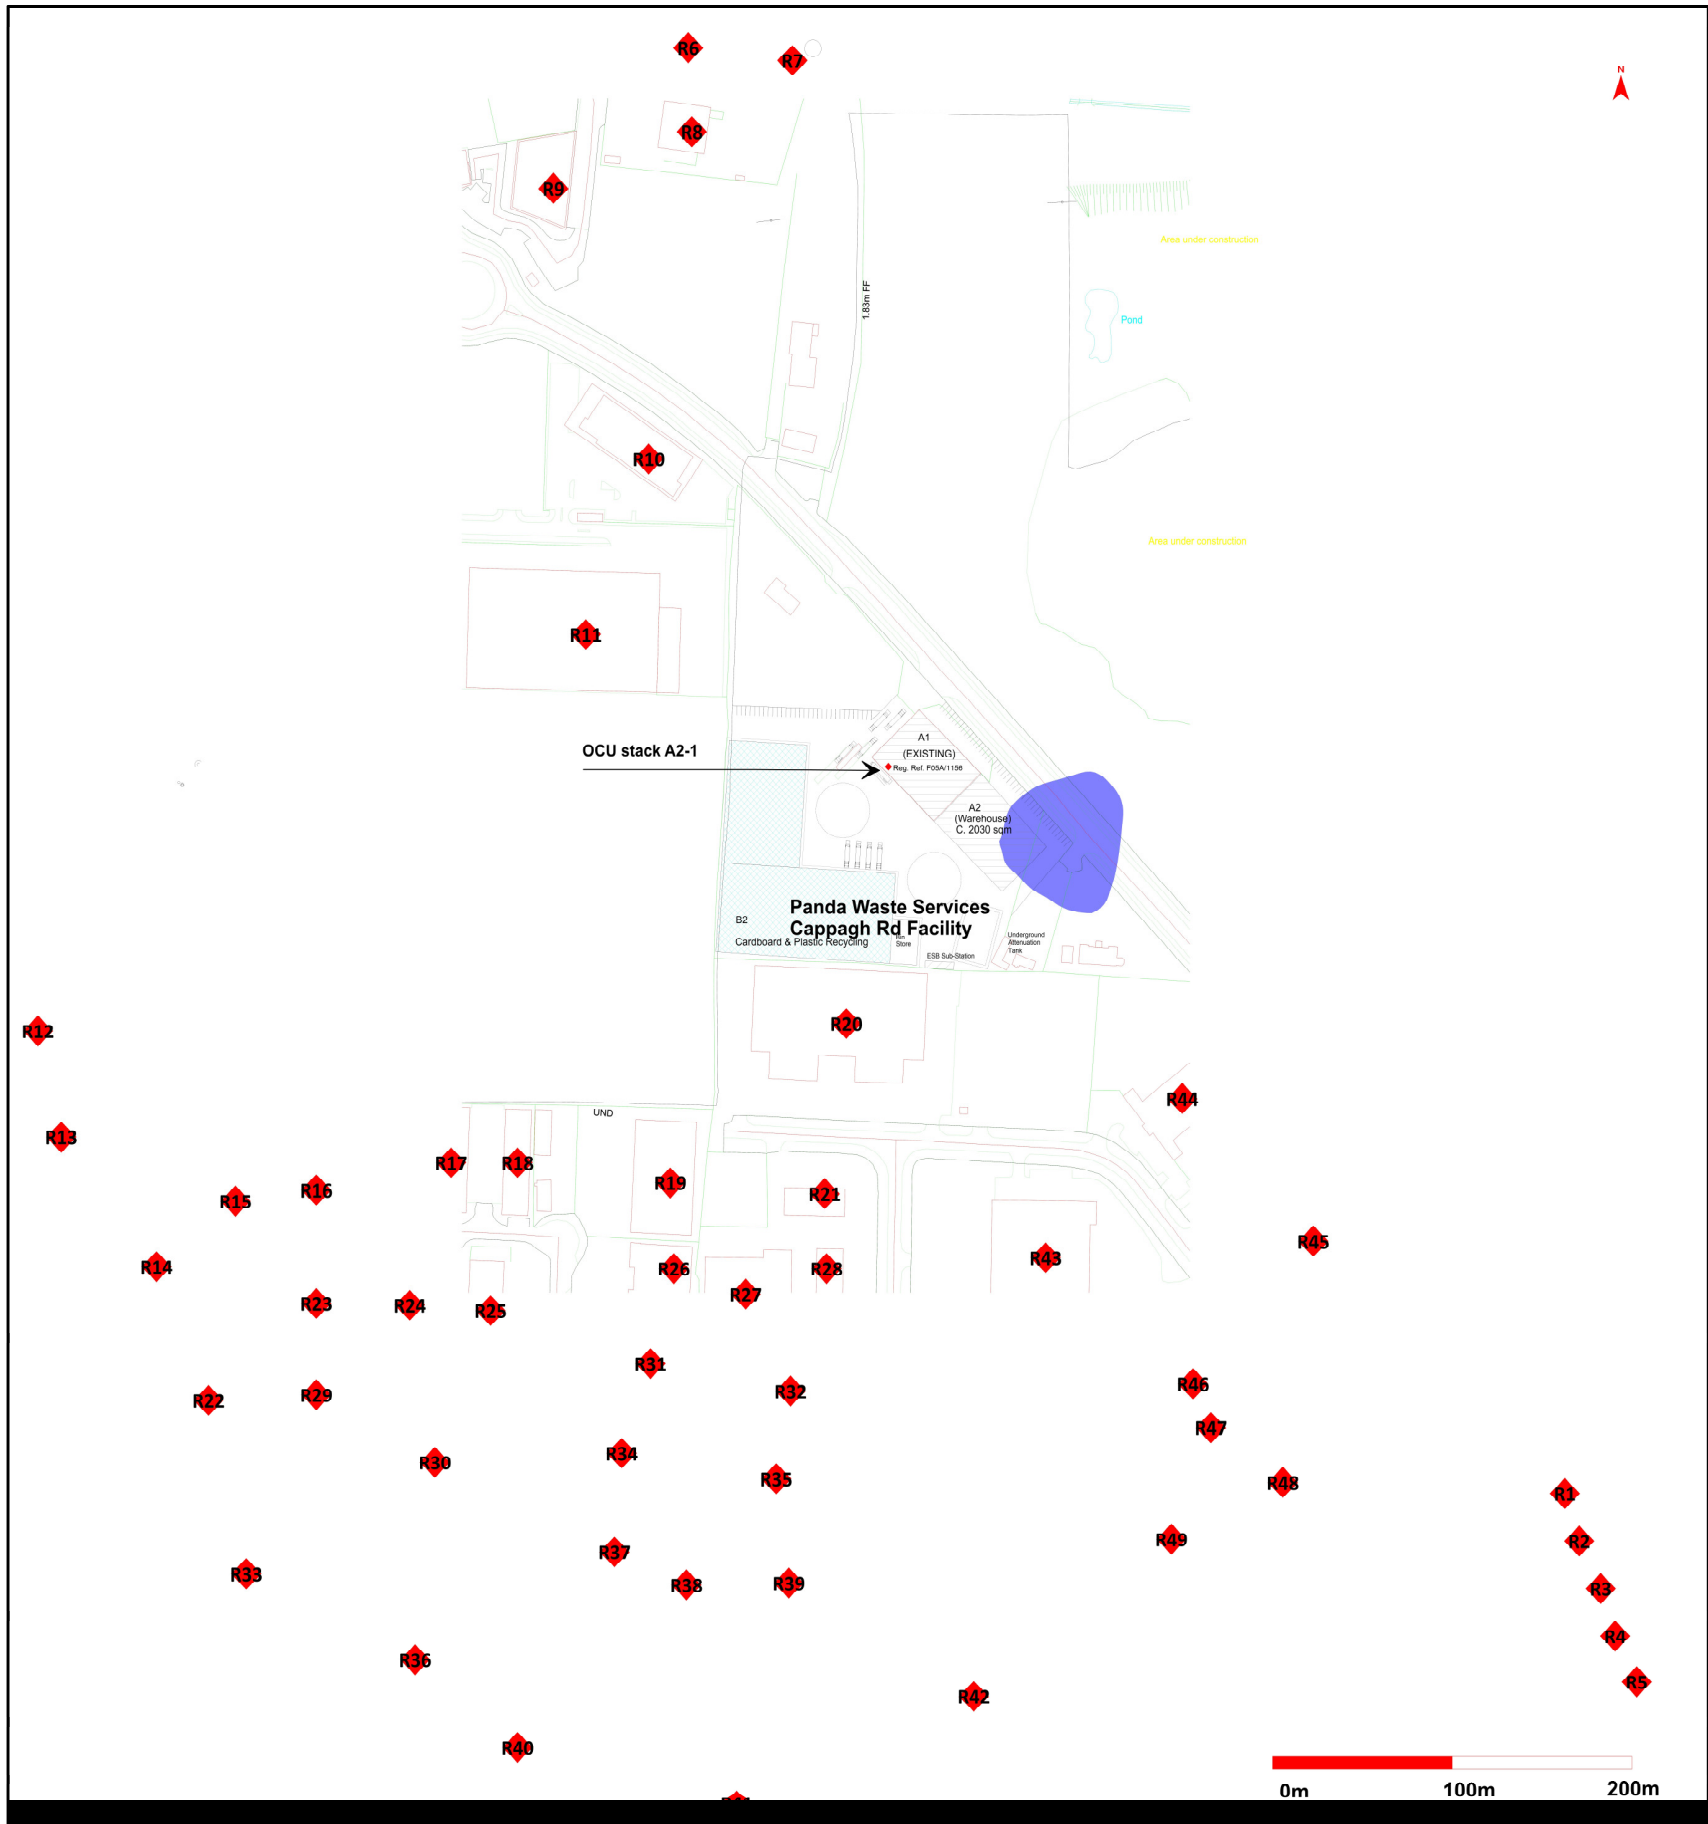 R6
R7
N
R8
R9
Area under construction
1.83m FF
Pond
R10
Area under construction
R11
OCU stack A2-1
A1
(EXISTING)
Reg. Ref. F05A/1156
A2
(Warehouse)
C. 2030 sqm
Panda Waste Services
Cappagh Rd Facility
B2
Cardboard & Plastic Recycling
Store
ESB Sub-Station
Underground
Attenuation
Tank
R12
R20
R13
UND
R44
R17
R18
R19
R21
R15
R16
R14
R45
R43
R26
R28
R27
R23
R24
R25
R31
R32
R46
R22
R29
R47
R30
R34
R35
R48
R1
R49
R2
R33
R37
R38
R39
R3
R36
R4
R42
R5
R40
0m
100m
200m